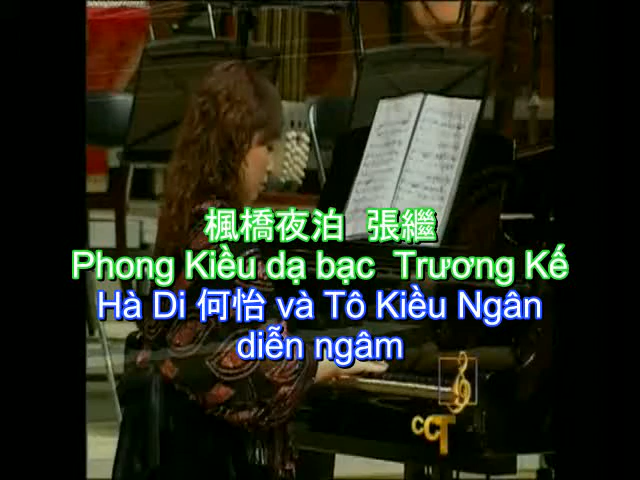 楓橋夜泊 張繼
Phong Kiều dạ bạc Trương Kế
Hà Di 何怡 và Tô Kiều Ngân
diễn ngâm
CCT